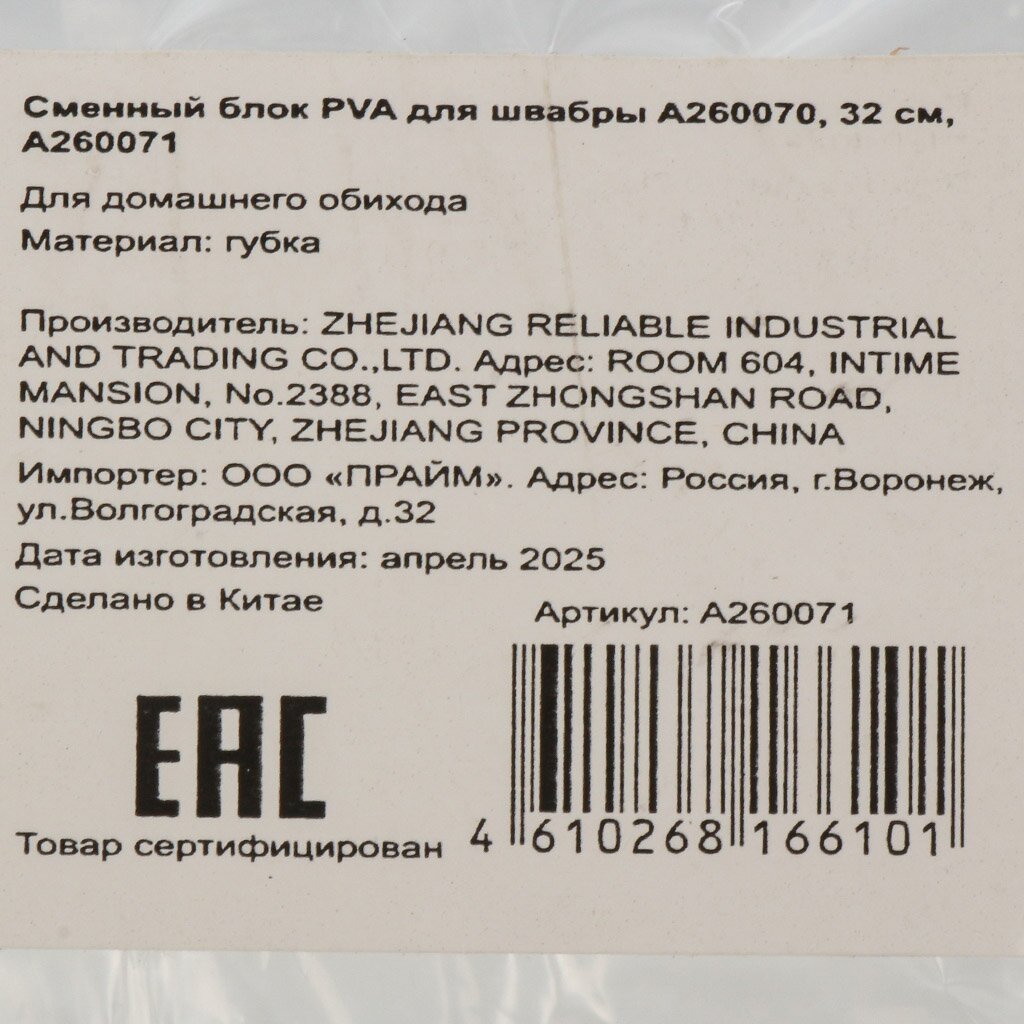 Сменный блок PVA для швабры А260070, 32 см,
А260071
Для домашнего обихода
Материал: губка
Производитель: ZHEJIANG RELIABLE INDUSTRIAL
AND TRADING CO.,LTD. Адрес: ROOM 604, INTIME
MANSION, No.2388, EAST ZHONGSHAN ROAD,
NINGBO CITY, ZHEJIANG PROVINCE, CHINA
Импортер: ООО «ПРАЙМ». Адрес: Россия, г.Воронеж,
ул.Волгоградская, д.32
Дата изготовления: апрель 2025
Сделано в Китае
Артикул: А260071
EAC
Товар сертифицирован
4 610268 166101